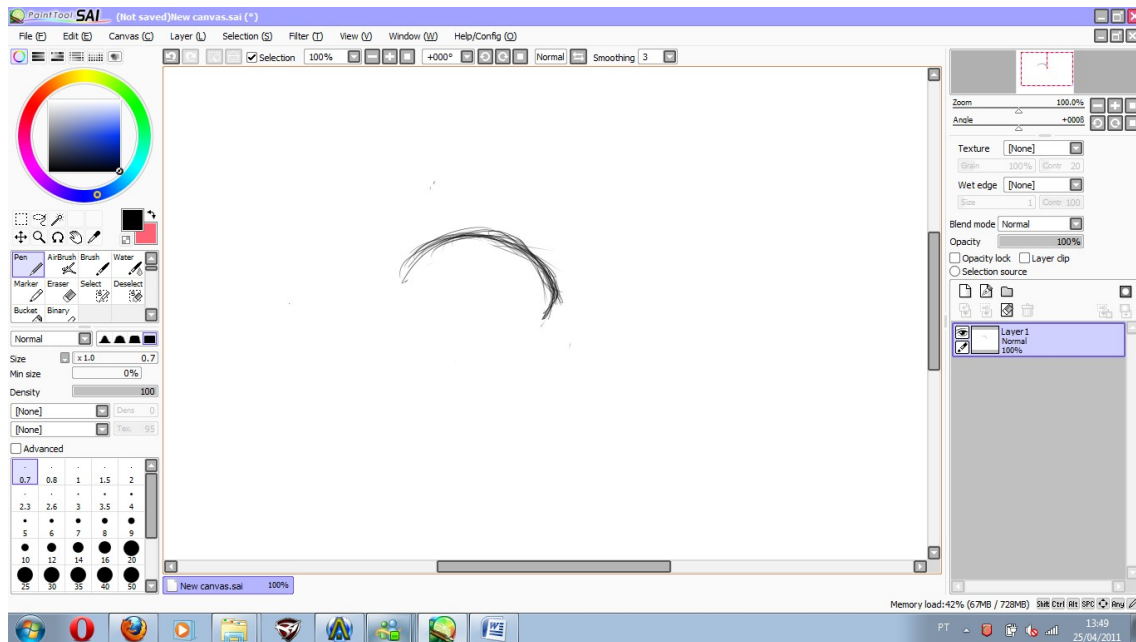 PaintTool SAI (Not saved)New canvas.sai (*)
File (F) Edit (E) Canvas (C) Layer (L) Selection (S) Filter (T) View (V) Window (W) Help/Config (O)
Selection 100% +000° Normal Smoothing 3
Zoom 100.0%
Angle +000ß
Texture [None]
Grain 100% Contr 20
Wet edge [None]
Size 1 Contr 100
Blend mode Normal
Opacity 100%
Opacity lock Layer clip
Selection source
Layer1
Normal
100%
Pen AirBrush Brush Water
Marker Eraser Select Deselect
Bucket Binary
Normal
Size x 1.0 0.7
Min size 0%
Density 100
[None] Dens 0
[None] Tex. 95
Advanced
0.7 0.8 1 1.5 2
2.3 2.6 3 3.5 4
5 6 7 8 9
10 12 14 16 20
25 30 35 40 50
New canvas.sai 100%
Memory load:42% (67MB / 728MB) Shift Ctrl Alt SPC Any
PT 13:49
25/04/2011